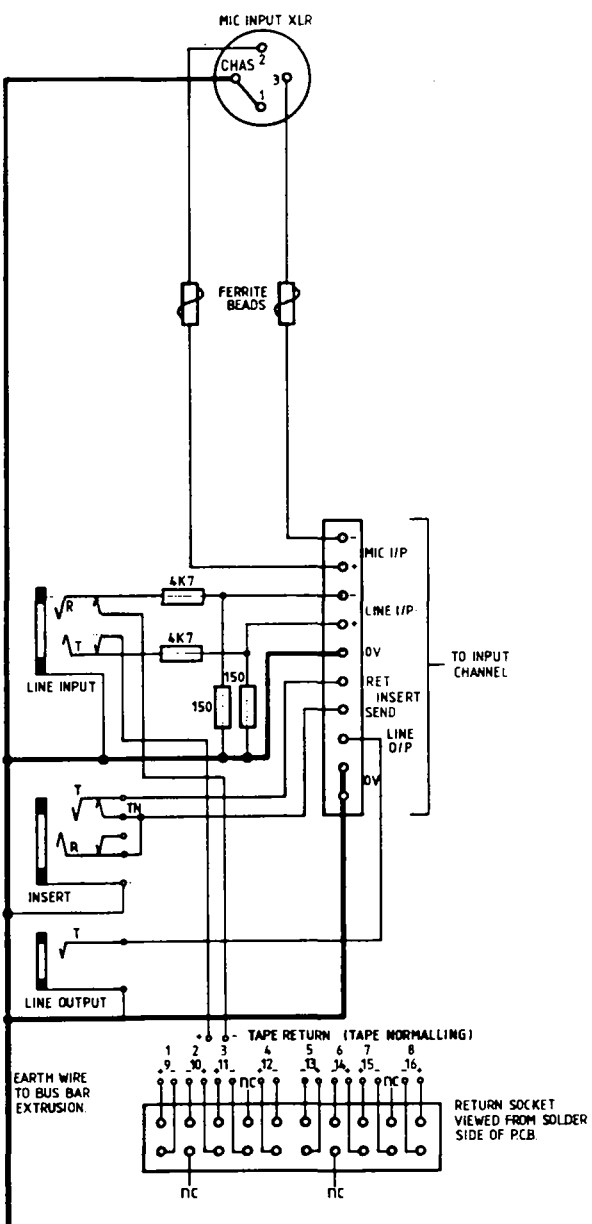 MIC INPUT XLR
2
CHAS
3
1
FERRITE
BEADS
-
MIC I/P
+
4K7
-
R
LINE I/P
+
4K7
T
0V
TO INPUT
CHANNEL
LINE INPUT
150
150
RET
INSERT
SEND
LINE
O/P
0V
T
TN
R
INSERT
T
LINE OUTPUT
+ - TAPE RETURN (TAPE NORMALLING)
1 2 3 4 5 6 7 8
+9- -10+ +11- +12- -13+ -14+ +15- -16+
nc nc
EARTH WIRE
TO BUS BAR
EXTRUSION.
RETURN SOCKET
VIEWED FROM SOLDER
SIDE OF P.C.B.
nc nc